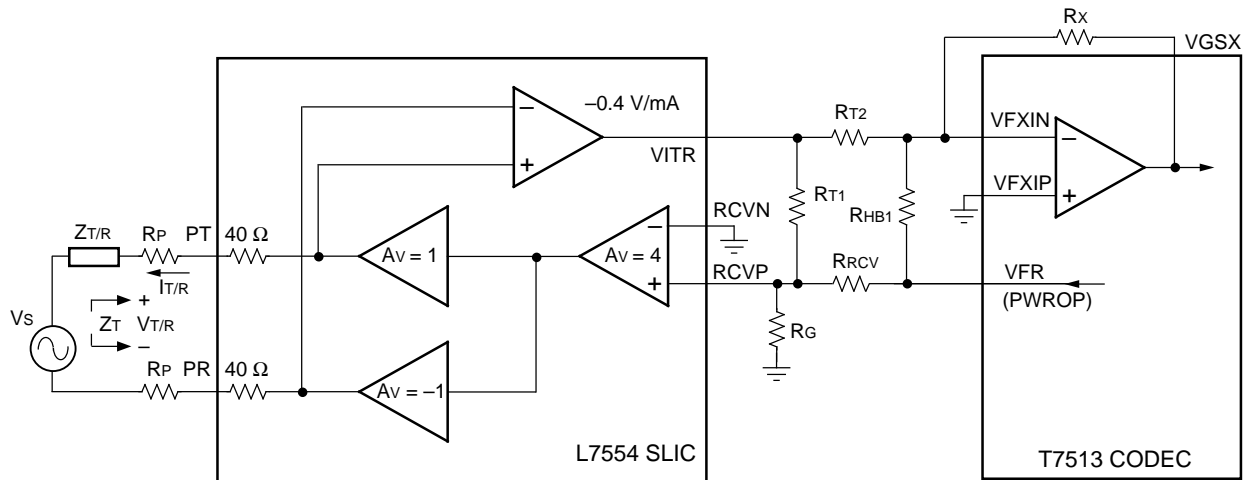 RX
VGSX
–0.4 V/mA
–
+
VITR
RT2
VFXIN
–
VFXIP
+
RT1
RHB1
RCVN
ZT/R
RP
PT
40 Ω
AV = 1
–
AV = 4
+
RCVP
RRCV
VFR
(PWROP)
IT/R
VS
ZT
+
VT/R
–
RG
RP
PR
40 Ω
AV = –1
L7554 SLIC
T7513 CODEC